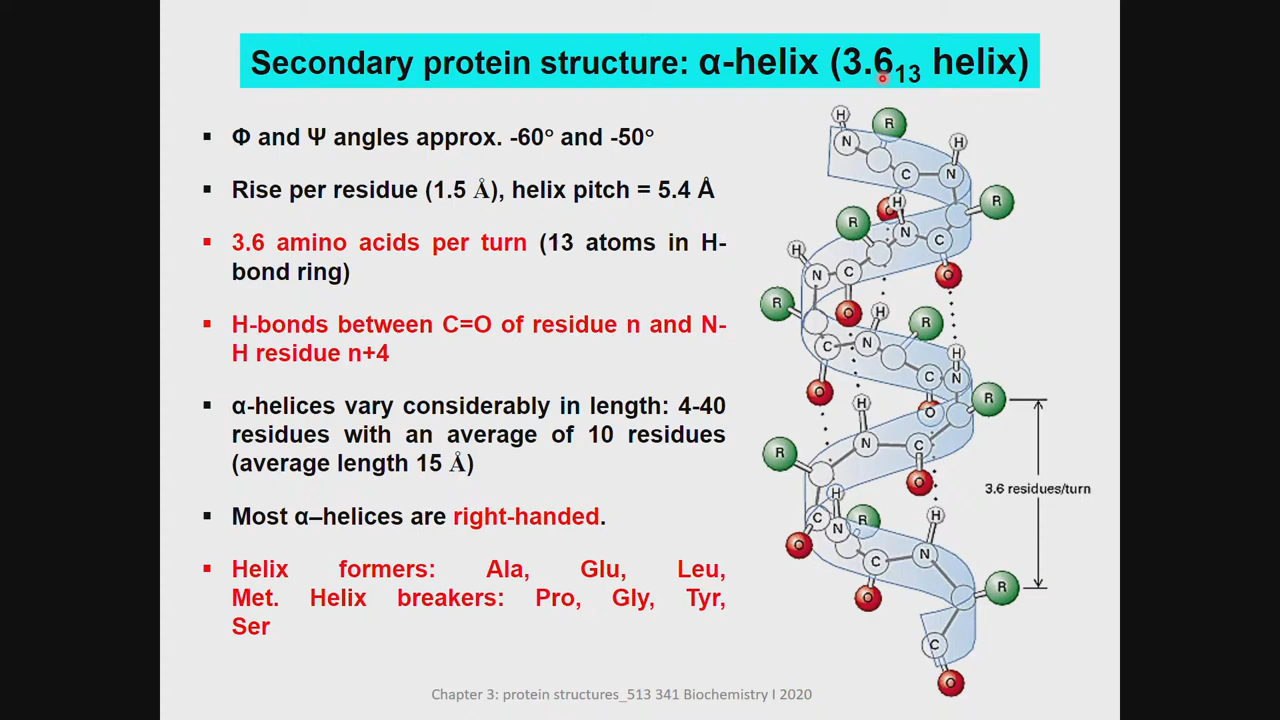 Secondary protein structure: α-helix (3.6₁₃ helix)
▪ Φ and Ψ angles approx. -60° and -50°
▪ Rise per residue (1.5 Å), helix pitch = 5.4 Å
▪ 3.6 amino acids per turn (13 atoms in H-
bond ring)
▪ H-bonds between C=O of residue n and N-
H residue n+4
▪ α-helices vary considerably in length: 4-40
residues with an average of 10 residues
(average length 15 Å)
▪ Most α–helices are right-handed.
▪ Helix formers: Ala, Glu, Leu,
Met. Helix breakers: Pro, Gly, Tyr,
Ser
H
R
N
H
C
N
R
H
O
R
N
C
H
N
C
O
R
O
H
R
C
N
H
C
N
O
O
R
H
N
C
R
O
3.6 residues/turn
H
C
N
R
H
O
C
N
O
R
C
O
Chapter 3: protein structures_513 341 Biochemistry I 2020